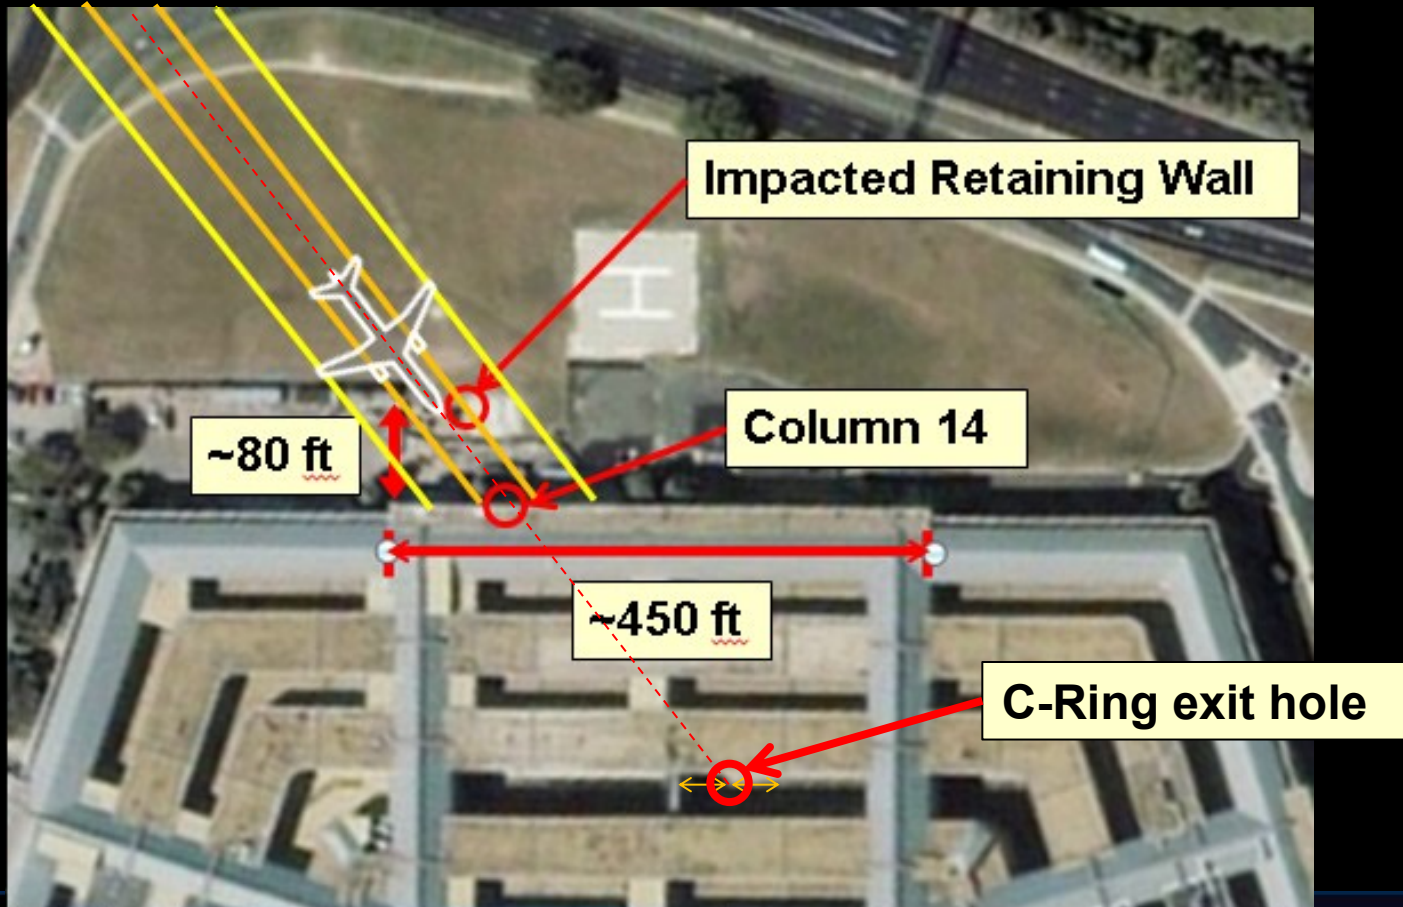 Impacted Retaining Wall
H
Column 14
~80 ft
~450 ft
C-Ring exit hole